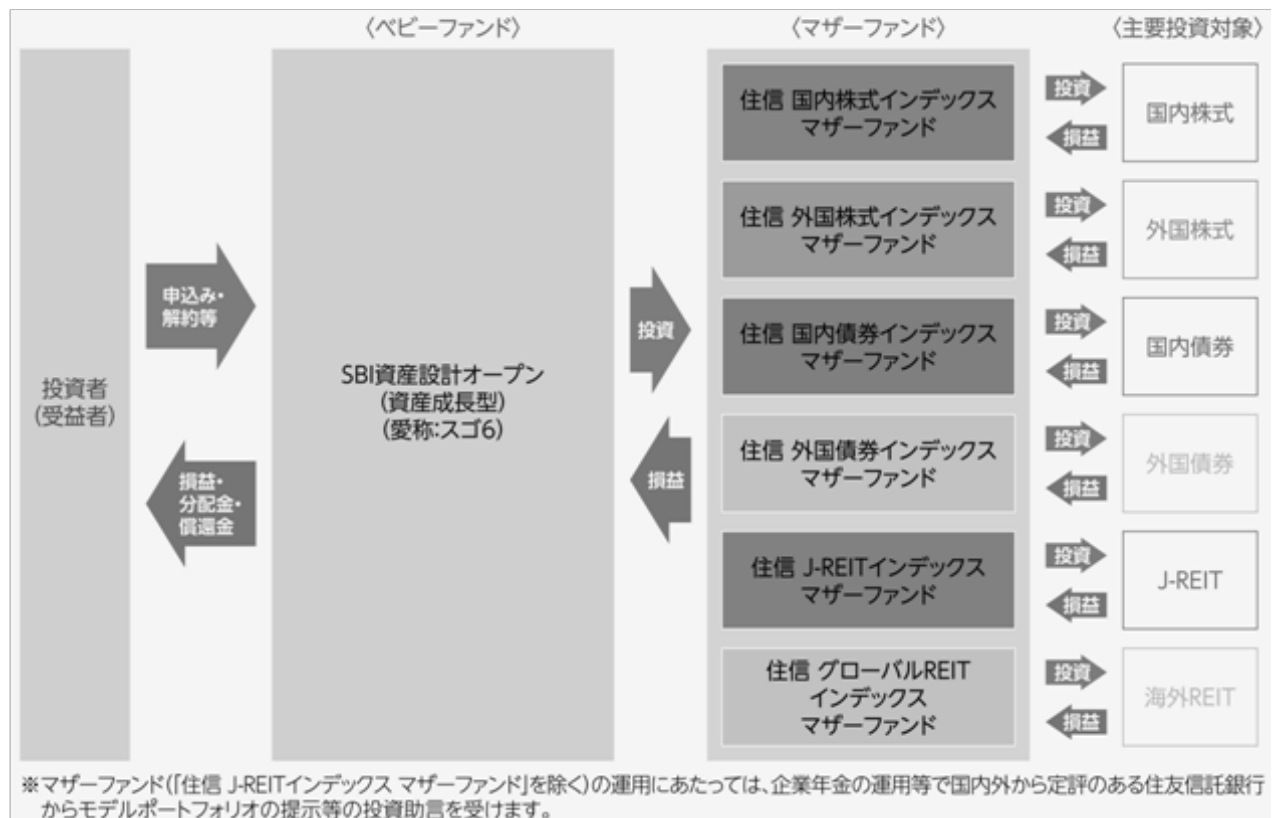 〈ベビーファンド〉
〈マザーファンド〉
〈主要投資対象〉
投資者
(受益者)
申込み・
解約等
損益・
分配金・
償還金
SBI資産設計オープン
(資産成長型)
(愛称:スゴ6)
投資
損益
住信 国内株式インデックス
マザーファンド
投資
損益
国内株式
住信 外国株式インデックス
マザーファンド
投資
損益
外国株式
住信 国内債券インデックス
マザーファンド
投資
損益
国内債券
住信 外国債券インデックス
マザーファンド
投資
損益
外国債券
住信 J-REITインデックス
マザーファンド
投資
損益
J-REIT
住信 グローバルREIT
インデックス
マザーファンド
投資
損益
海外REIT
※マザーファンド(「住信 J-REITインデックス マザーファンド」を除く)の運用にあたっては、企業年金の運用等で国内外から定評のある住友信託銀行
からモデルポートフォリオの提示等の投資助言を受けます。